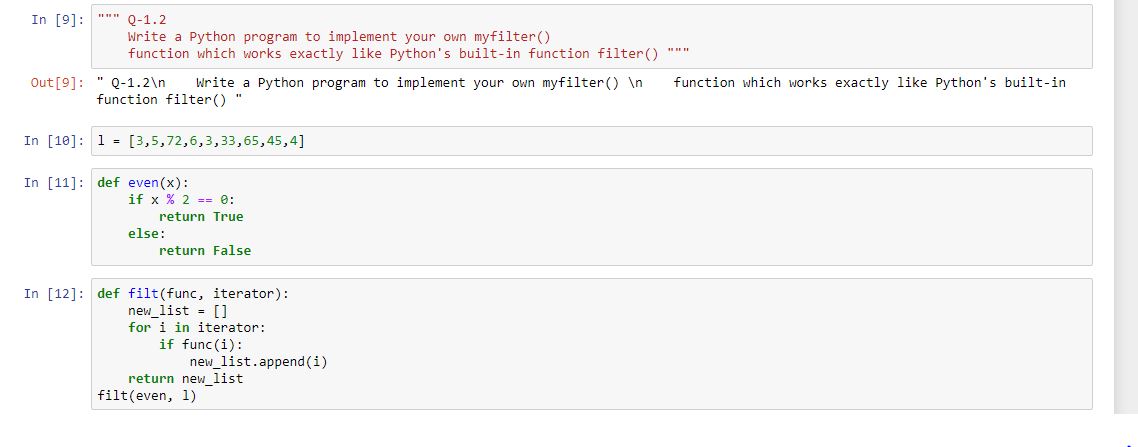 In [9]: """ Q-1.2
    Write a Python program to implement your own myfilter()
    function which works exactly like Python's built-in function filter() """
Out[9]: " Q-1.2\n    Write a Python program to implement your own myfilter() \n    function which works exactly like Python's built-in
function filter() "
In [10]: l = [3,5,72,6,3,33,65,45,4]
In [11]: def even(x):
    if x % 2 == 0:
        return True
    else:
        return False
In [12]: def filt(func, iterator):
    new_list = []
    for i in iterator:
        if func(i):
            new_list.append(i)
    return new_list
filt(even, l)